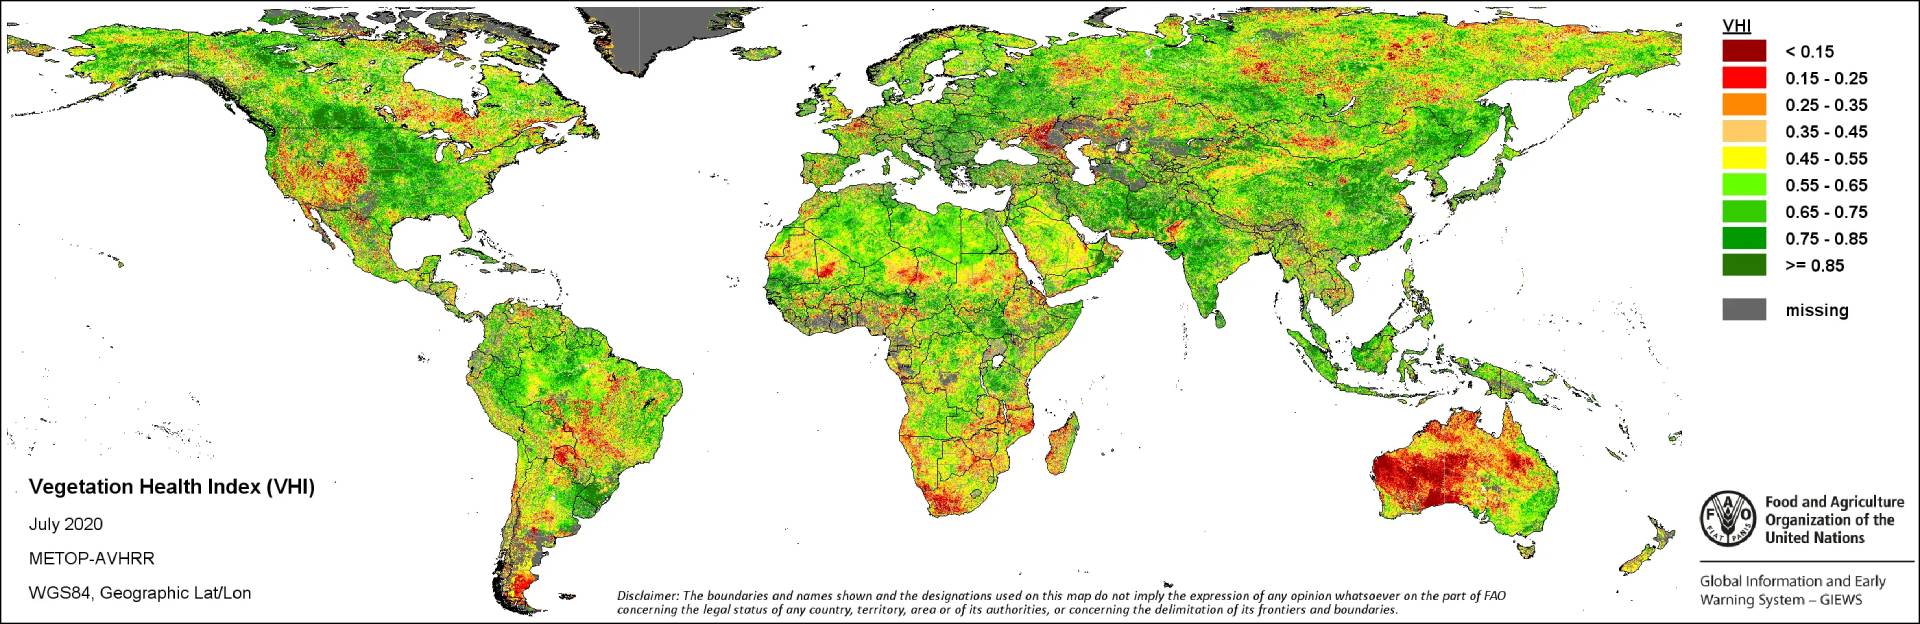 VHI
< 0.15
0.15 - 0.25
0.25 - 0.35
0.35 - 0.45
0.45 - 0.55
0.55 - 0.65
0.65 - 0.75
0.75 - 0.85
>= 0.85
missing
Vegetation Health Index (VHI)
July 2020
METOP-AVHRR
WGS84, Geographic Lat/Lon
Disclaimer: The boundaries and names shown and the designations used on this map do not imply the expression of any opinion whatsoever on the part of FAO
concerning the legal status of any country, territory, area or of its authorities, or concerning the delimitation of its frontiers and boundaries.
F A O
FIAT PANIS
Food and Agriculture
Organization of the
United Nations
Global Information and Early
Warning System – GIEWS